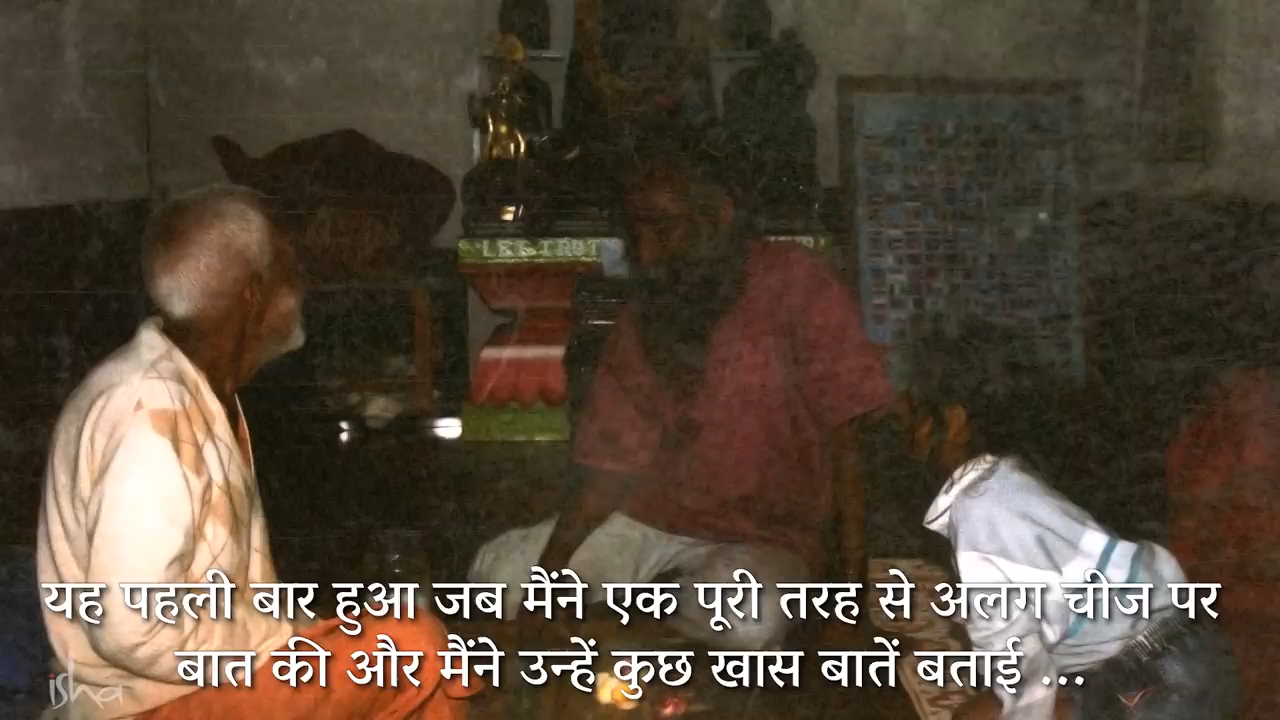 यह पहली बार हुआ जब मैंने एक पूरी तरह से अलग चीज पर
बात की और मैंने उन्हें कुछ खास बातें बताई ...
isha